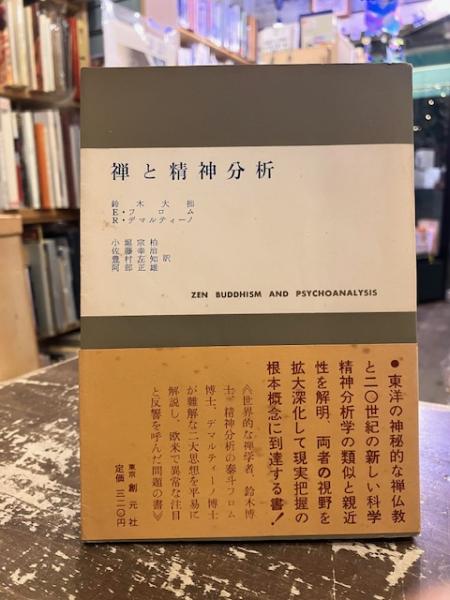 禅と精神分析
鈴木大拙
E・フロム
R・デマルティーノ
小堀宗柏
佐藤幸治
豊村左知訳
阿部正雄
ZEN BUDDHISM AND PSYCHOANALYSIS
●東洋の神秘的な禅仏教
と二〇世紀の新しい科学
精神分析学の類似と親近
性を解明、両者の視野を
拡大深化して現実把握の
根本概念に到達する書!
《世界的な禅学者 鈴木博
士、精神分析の泰斗フロム
博士、デマルティーノ博士
が難解な二大思想を平易に
解説し、欧米で異常な注目
と反響を呼んだ問題の書》
東京 創元社
定価 三二〇円